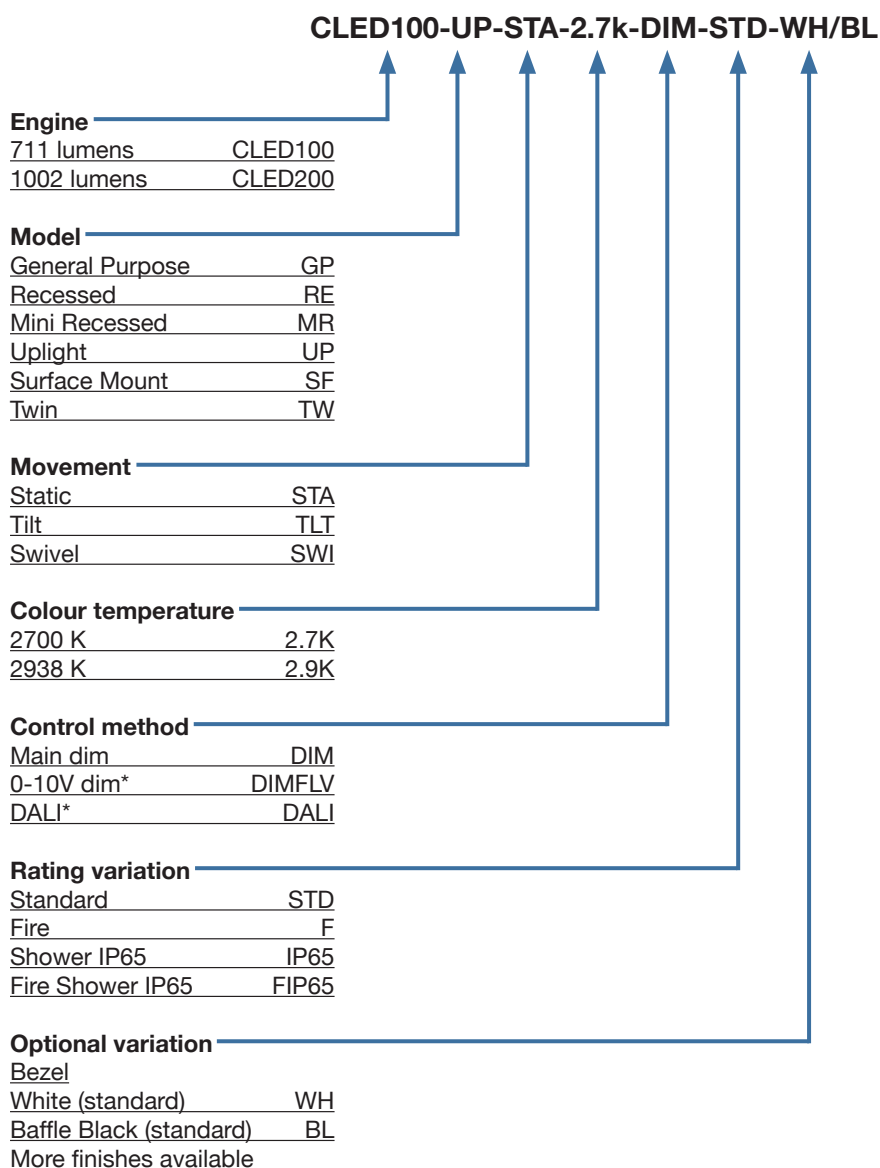 CLED100-UP-STA-2.7k-DIM-STD-WH/BL
Engine
711 lumens CLED100
1002 lumens CLED200
Model
General Purpose GP
Recessed RE
Mini Recessed MR
Uplight UP
Surface Mount SF
Twin TW
Movement
Static STA
Tilt TLT
Swivel SWI
Colour temperature
2700 K 2.7K
2938 K 2.9K
Control method
Main dim DIM
0-10V dim* DIMFLV
DALI* DALI
Rating variation
Standard STD
Fire F
Shower IP65 IP65
Fire Shower IP65 FIP65
Optional variation
Bezel
White (standard) WH
Baffle Black (standard) BL
More finishes available